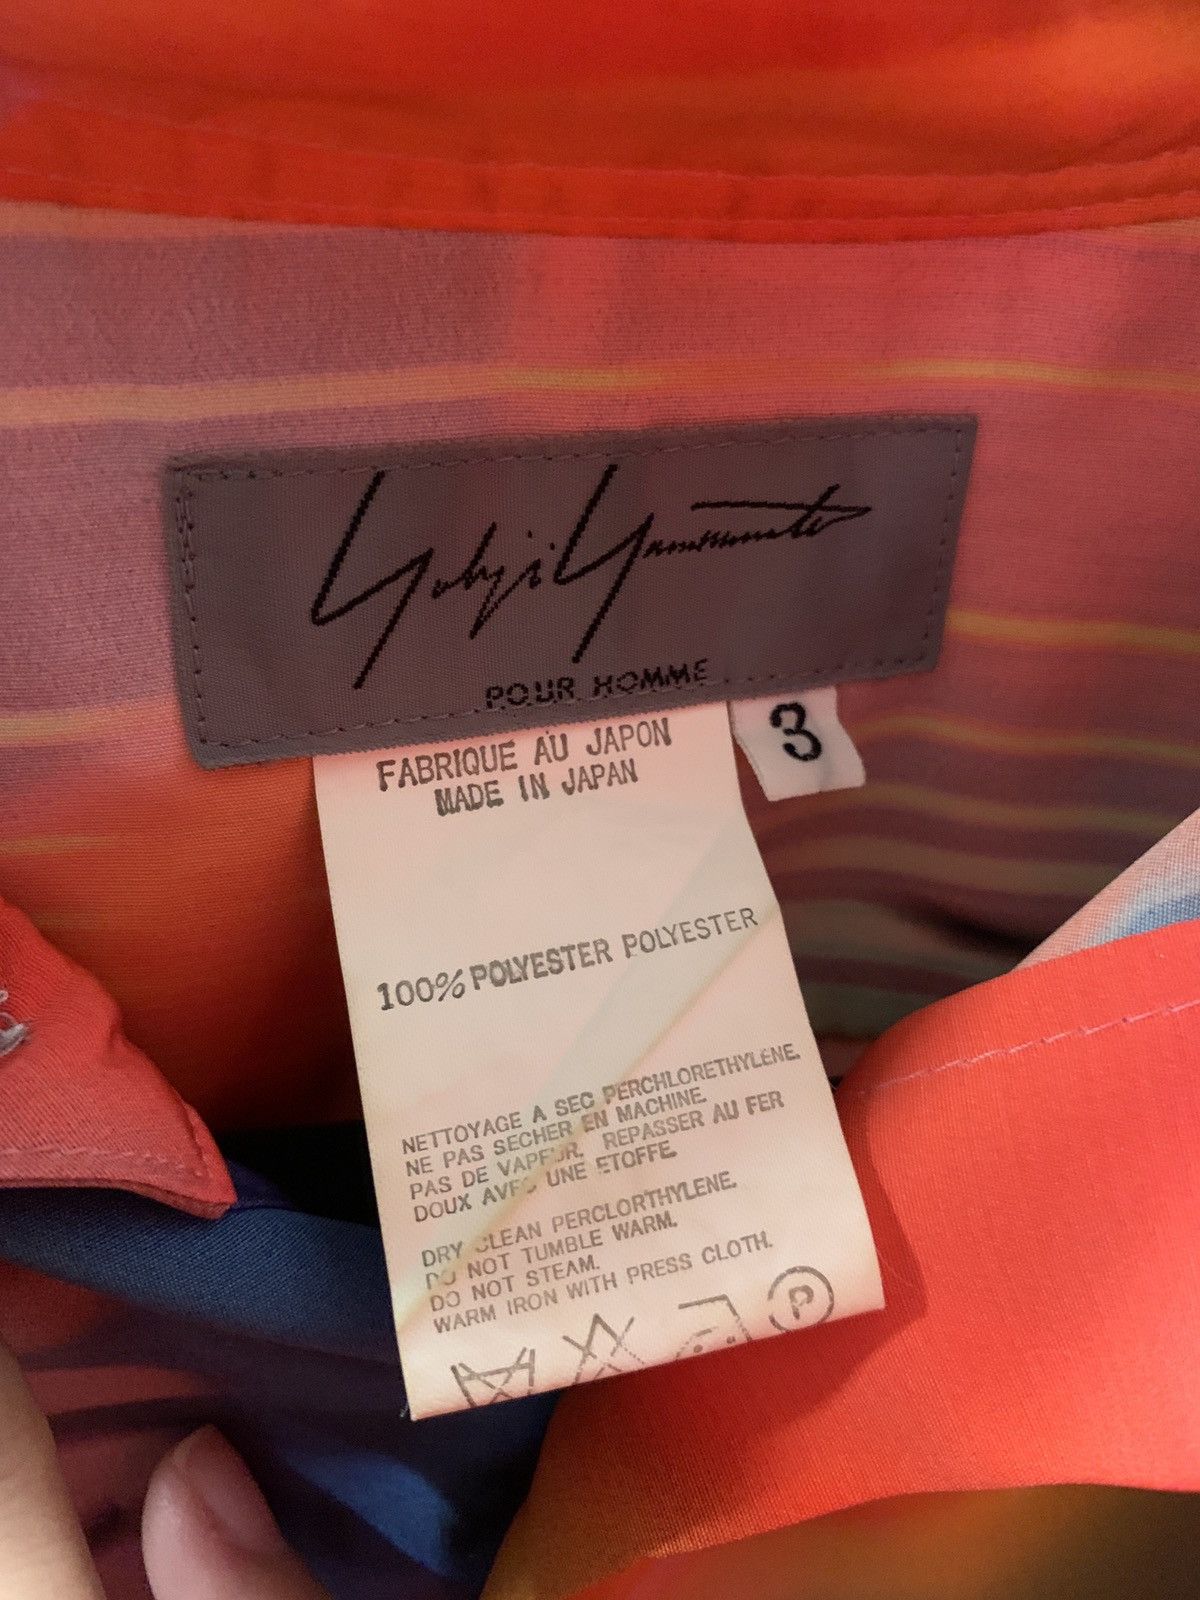 Yohji Yamamoto
POUR HOMME
3
FABRIQUE AU JAPON
MADE IN JAPAN
100% POLYESTER POLYESTER
NETTOYAGE A SEC PERCHLORETHYLENE.
NE PAS SECHER EN MACHINE.
PAS DE VAPEUR. REPASSER AU FER
DOUX AVEC UNE ETOFFE.
DRY CLEAN PERCLORTHYLENE.
DO NOT TUMBLE WARM.
DO NOT STEAM.
WARM IRON WITH PRESS CLOTH.
P